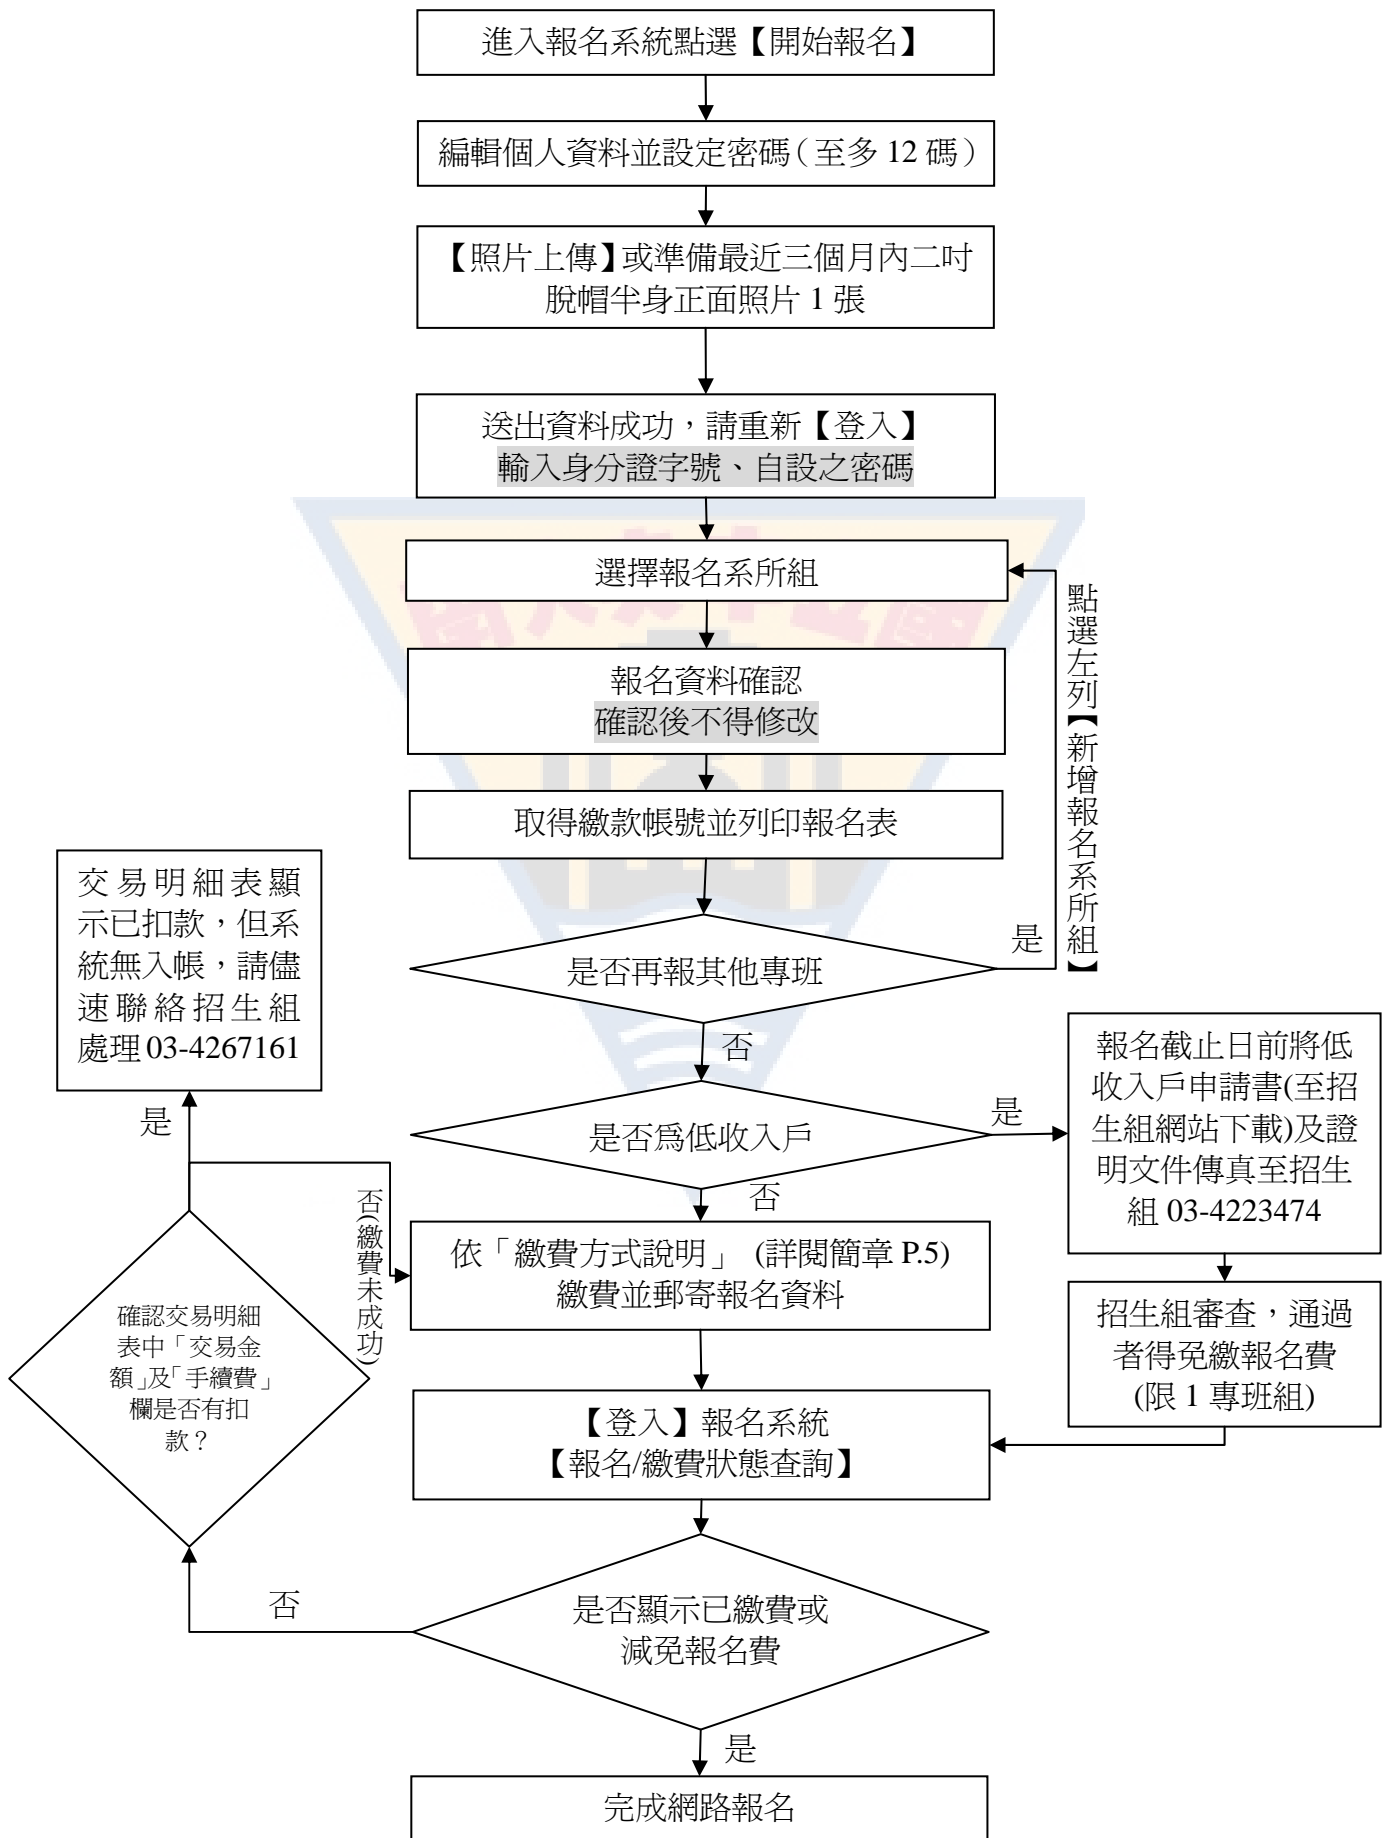 進入報名系統點選【開始報名】
編輯個人資料並設定密碼（至多 12 碼）
【照片上傳】或準備最近三個月內二吋
脫帽半身正面照片 1 張
送出資料成功，請重新【登入】
輸入身分證字號、自設之密碼
選擇報名系所組
點選左列【新增報名系所組】
報名資料確認
確認後不得修改
取得繳款帳號並列印報名表
是否再報其他專班
是
否
交易明細表顯
示已扣款，但系
統無入帳，請儘
速聯絡招生組
處理 03-4267161
是
是否為低收入戶
是
否
報名截止日前將低
收入戶申請書(至招
生組網站下載)及證
明文件傳真至招生
組 03-4223474
否(繳費未成功)
依「繳費方式說明」 (詳閱簡章 P.5)
繳費並郵寄報名資料
招生組審查，通過
者得免繳報名費
(限 1 專班組)
確認交易明細
表中「交易金
額」及「手續費」
欄是否有扣
款？
【登入】報名系統
【報名/繳費狀態查詢】
否
是否顯示已繳費或
減免報名費
是
完成網路報名